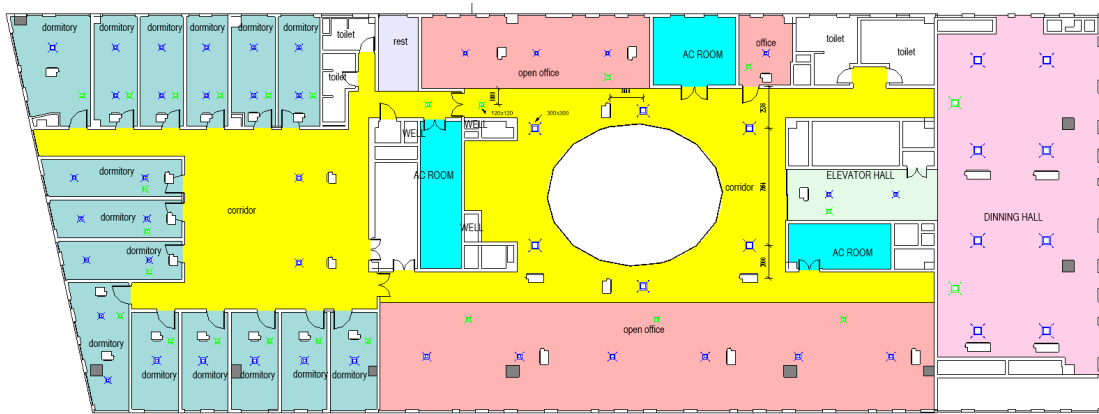 dormitory
dormitory
dormitory
dormitory
dormitory
dormitory
toilet
rest
office
toilet
toilet
AC ROOM
open office
toilet
120x120
300x300
WELL
WELL
dormitory
AC ROOM
ELEVATOR HALL
corridor
corridor
dormitory
DINNING HALL
WELL
dormitory
AC ROOM
open office
dormitory
dormitory
dormitory
dormitory
dormitory
dormitory